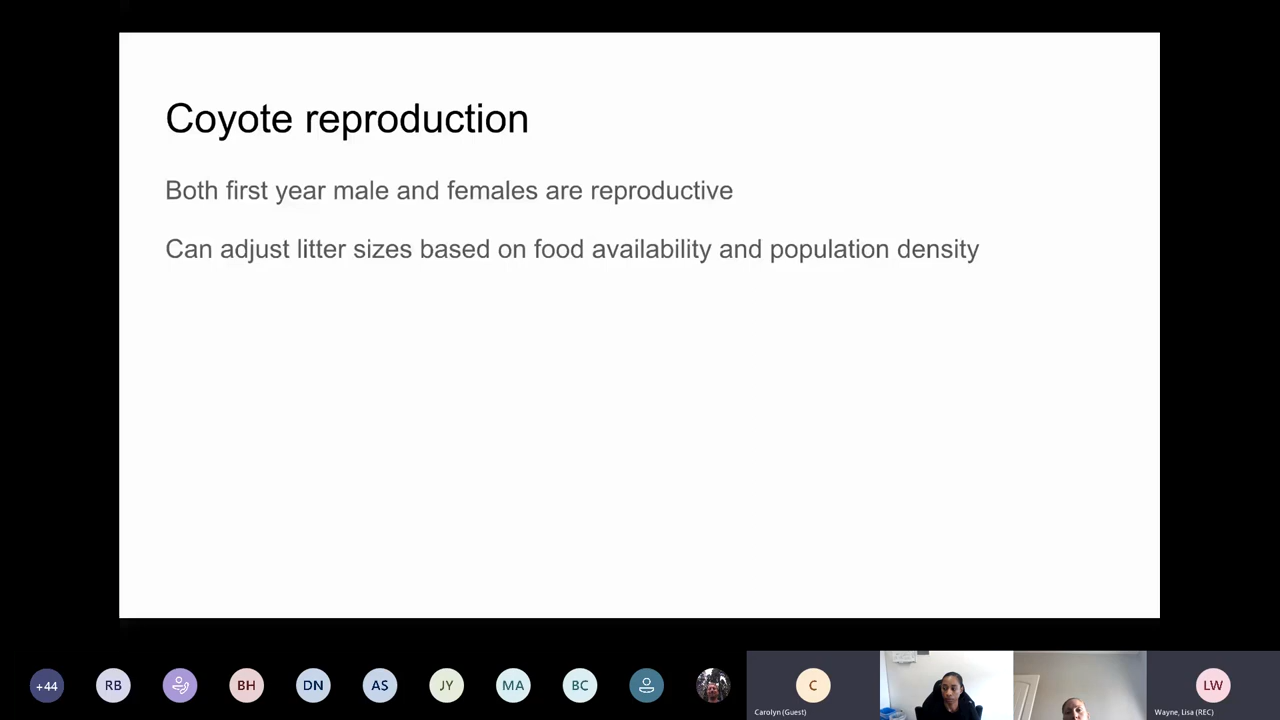 Coyote reproduction
Both first year male and females are reproductive
Can adjust litter sizes based on food availability and population density
+44
RB
BH
DN
AS
JY
MA
BC
C
LW
Carolyn (Guest)
Wayne, Lisa (REC)